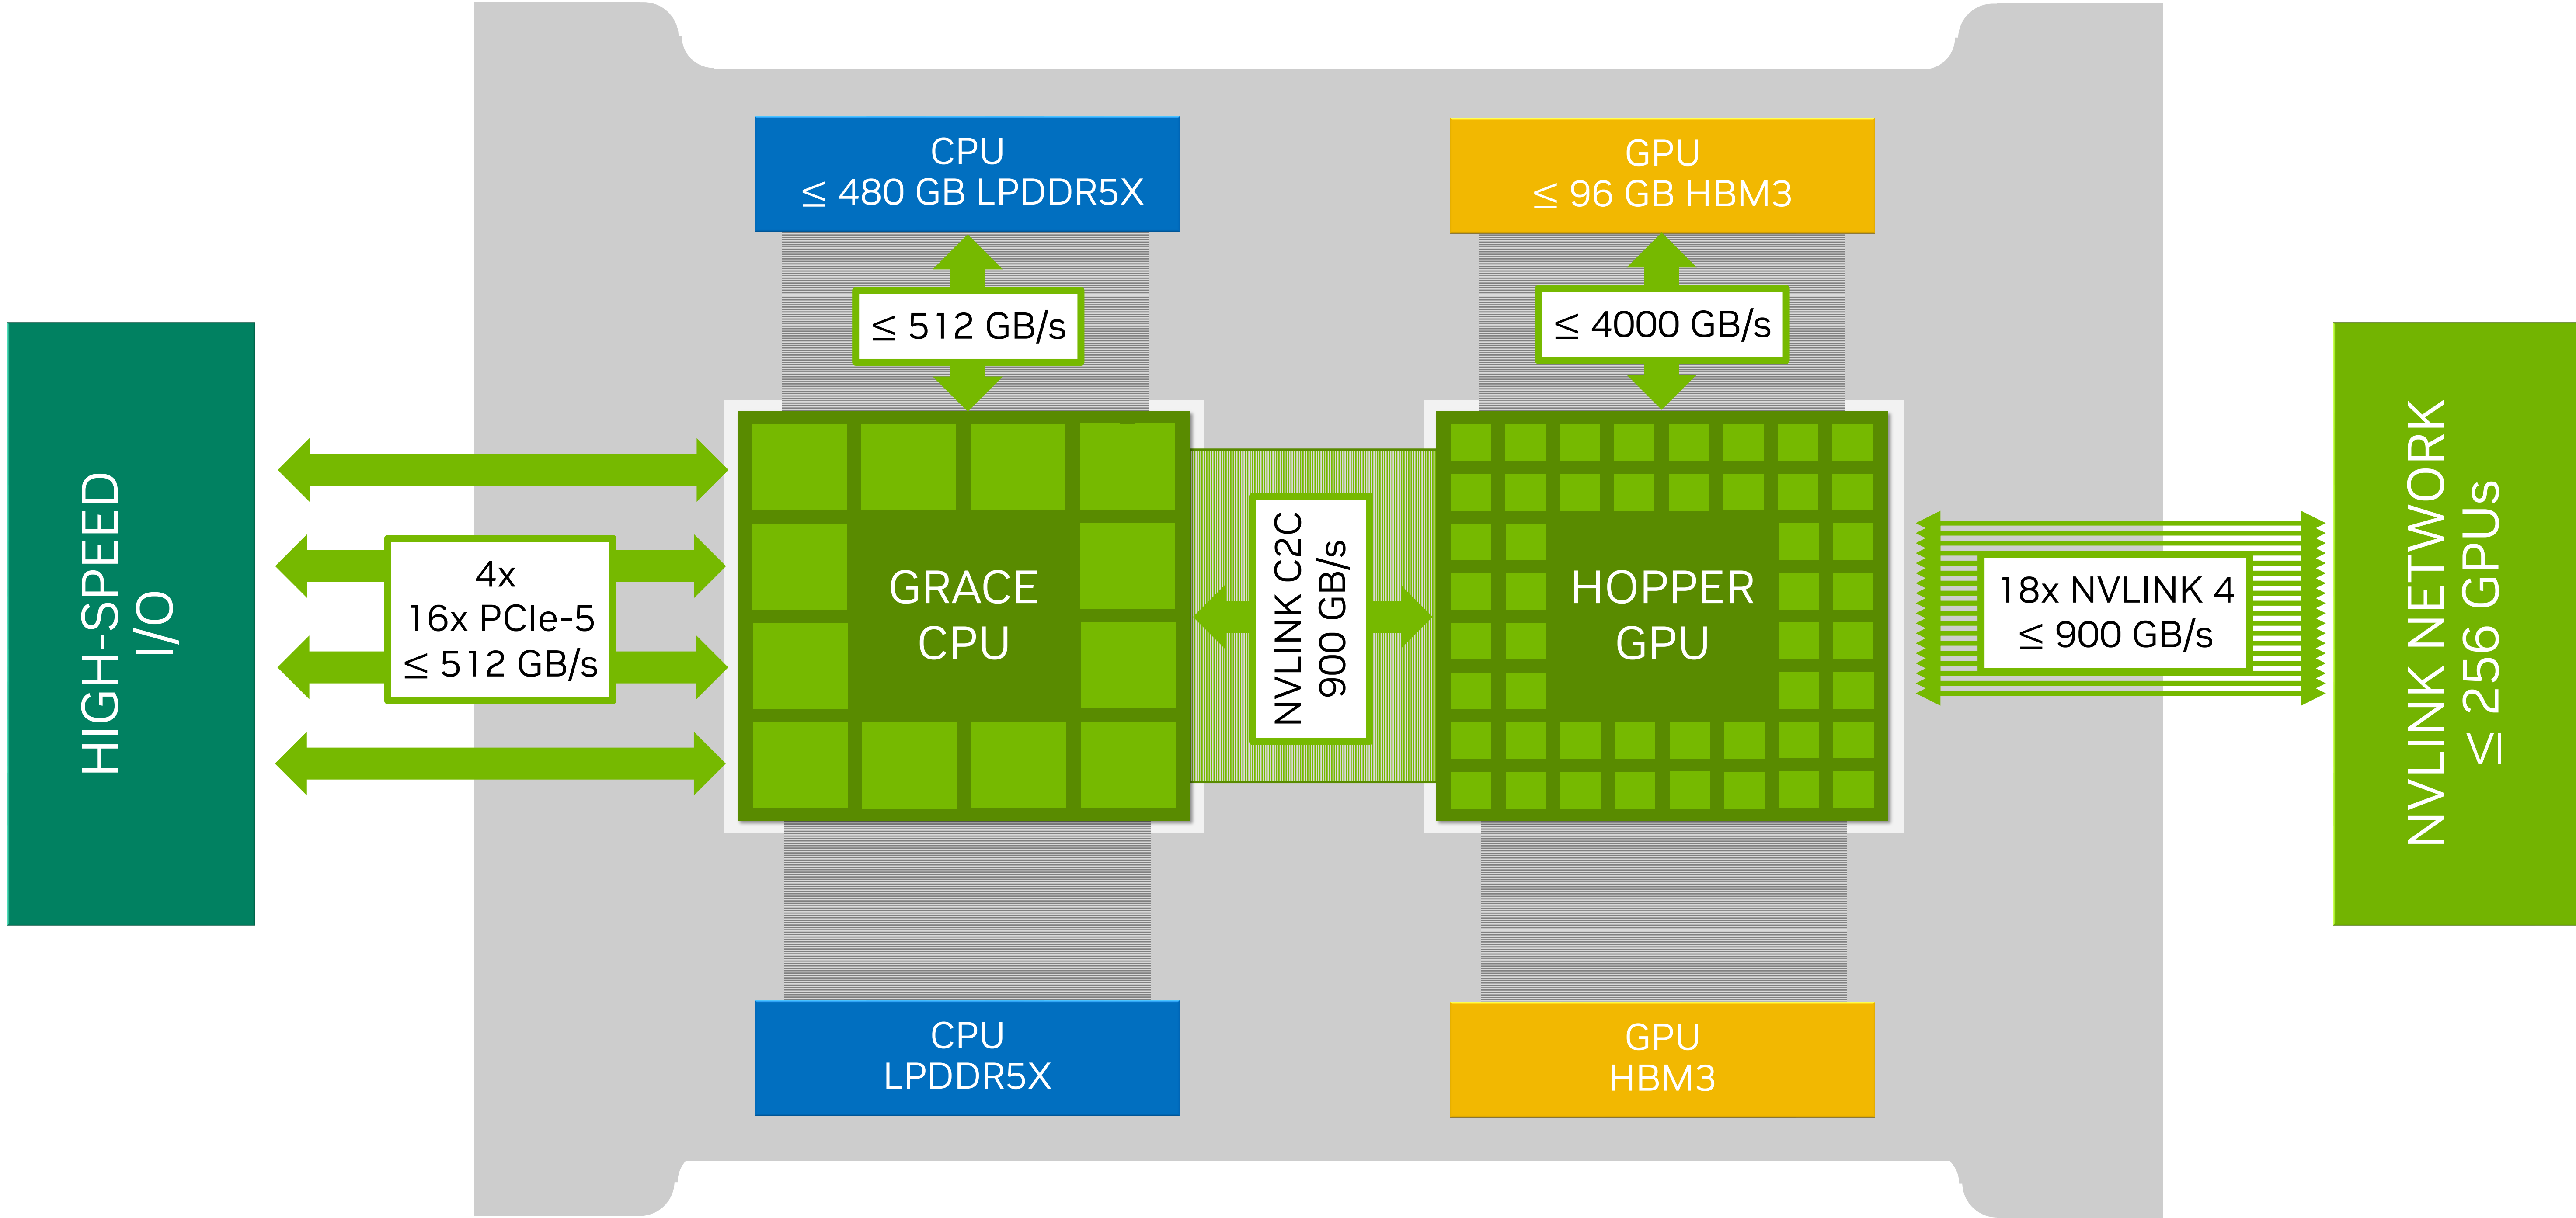 CPU
≤ 480 GB LPDDR5X
GPU
≤ 96 GB HBM3
≤ 512 GB/s
≤ 4000 GB/s
HIGH-SPEED
I/O
4x
16x PCIe-5
≤ 512 GB/s
GRACE
CPU
NVLINK C2C
900 GB/s
HOPPER
GPU
18x NVLINK 4
≤ 900 GB/s
NVLINK NETWORK
≤ 256 GPUs
CPU
LPDDR5X
GPU
HBM3